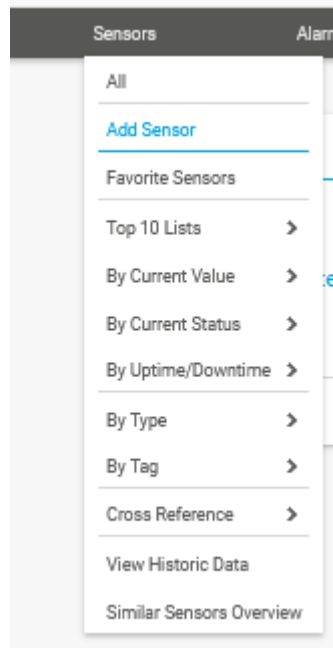 Sensors
All
Add Sensor
Favorite Sensors
Top 10 Lists
By Current Value
By Current Status
By Uptime/Downtime
By Type
By Tag
Cross Reference
View Historic Data
Similar Sensors Overview